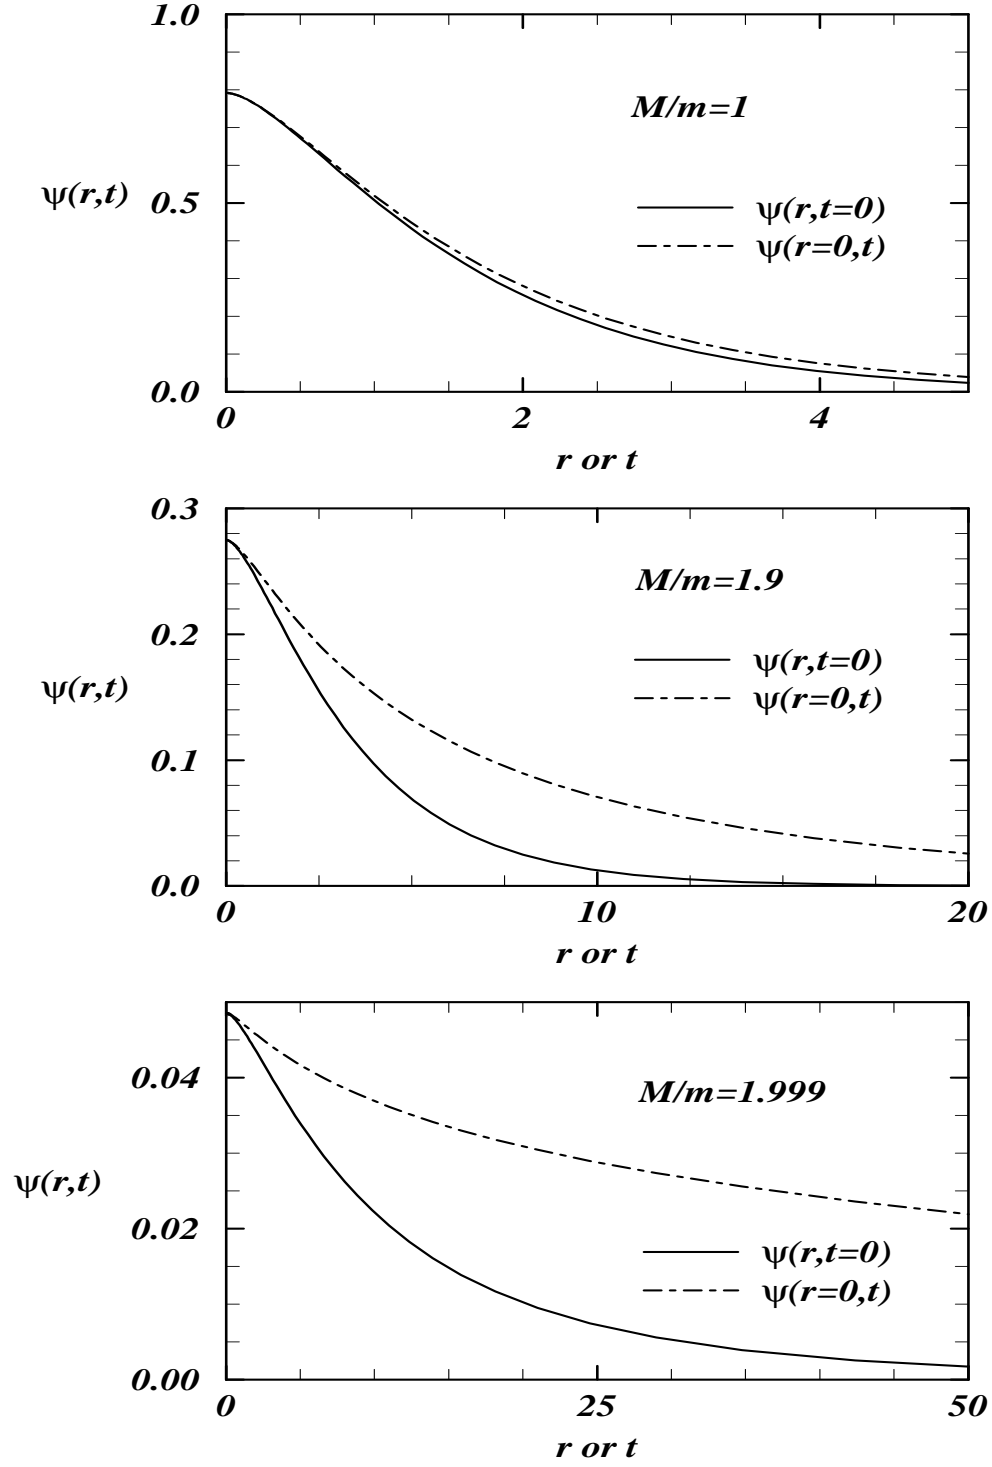 1.0
M/m=1
ψ(r,t) 0.5
ψ(r,t=0)
ψ(r=0,t)
0.0
0 2 4
r or t
0.3
M/m=1.9
0.2
ψ(r,t=0)
ψ(r,t)
ψ(r=0,t)
0.1
0.0
0 10 20
r or t
0.04
M/m=1.999
ψ(r,t)
0.02
ψ(r,t=0)
ψ(r=0,t)
0.00
0 25 50
r or t